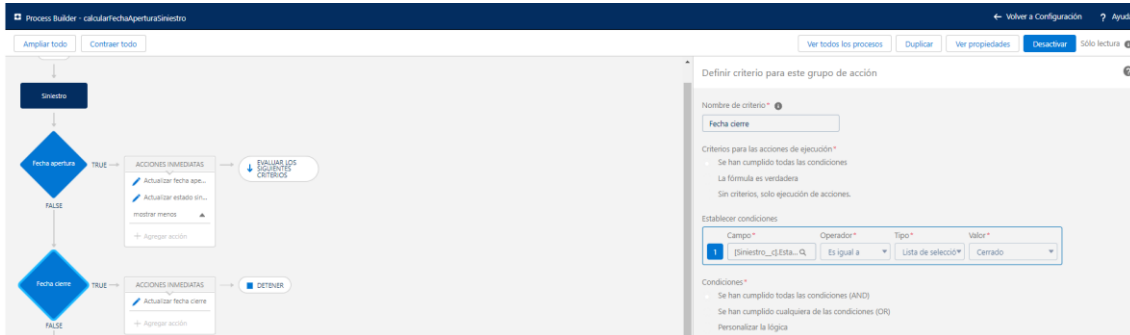 Process Builder - calcularFechaAperturaSiniestro
← Volver a Configuración
? Ayuda
Ampliar todo
Contraer todo
Ver todos los procesos
Duplicar
Ver propiedades
Desactivar
Sólo lectura
Siniestro
Fecha apertura
TRUE
ACCIONES INMEDIATAS
Actualizar fecha ape...
Actualizar estado sin...
mostrar menos
+ Agregar acción
EVALUAR LOS
SIGUIENTES
CRITERIOS
FALSE
Fecha cierre
TRUE
ACCIONES INMEDIATAS
Actualizar fecha cierre
+ Agregar acción
DETENER
FALSE
Definir criterio para este grupo de acción
Nombre de criterio*
Fecha cierre
Criterios para las acciones de ejecución*
Se han cumplido todas las condiciones
La fórmula es verdadera
Sin criterios, solo ejecución de acciones.
Establecer condiciones
Campo* Operador* Tipo* Valor*
1 [Siniestro__c].Esta... Es igual a Lista de selecció Cerrado
Condiciones*
Se han cumplido todas las condiciones (AND)
Se han cumplido cualquiera de las condiciones (OR)
Personalizar la lógica